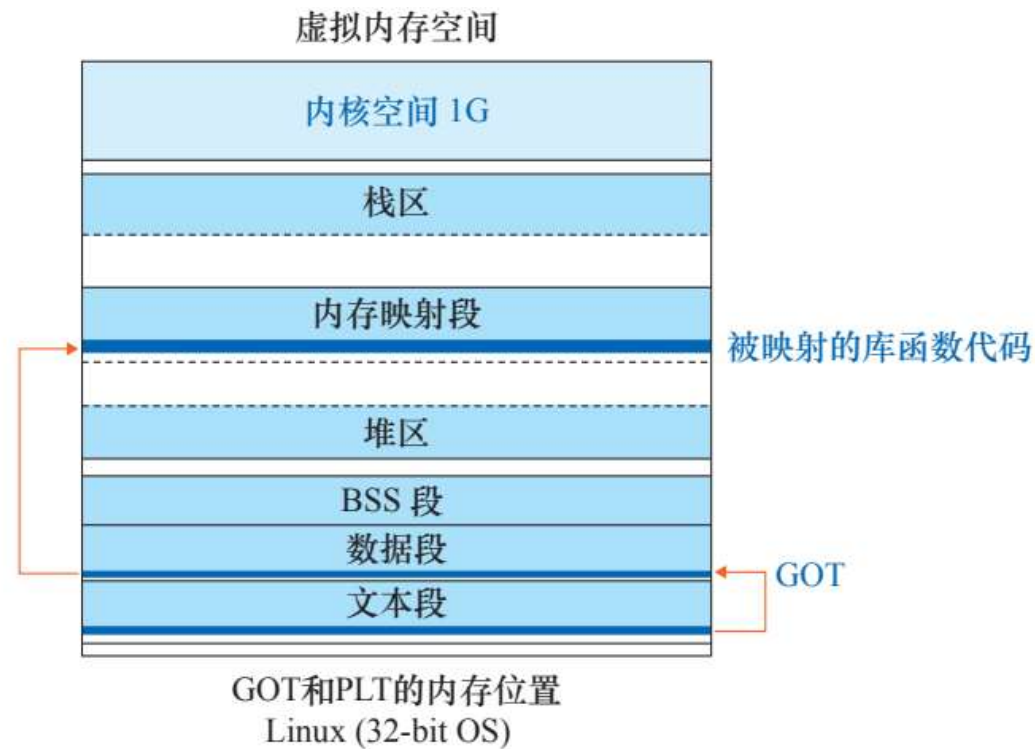 虚拟内存空间
内核空间 1G
栈区
内存映射段
被映射的库函数代码
堆区
BSS 段
数据段
GOT
文本段
GOT和PLT的内存位置
Linux (32-bit OS)